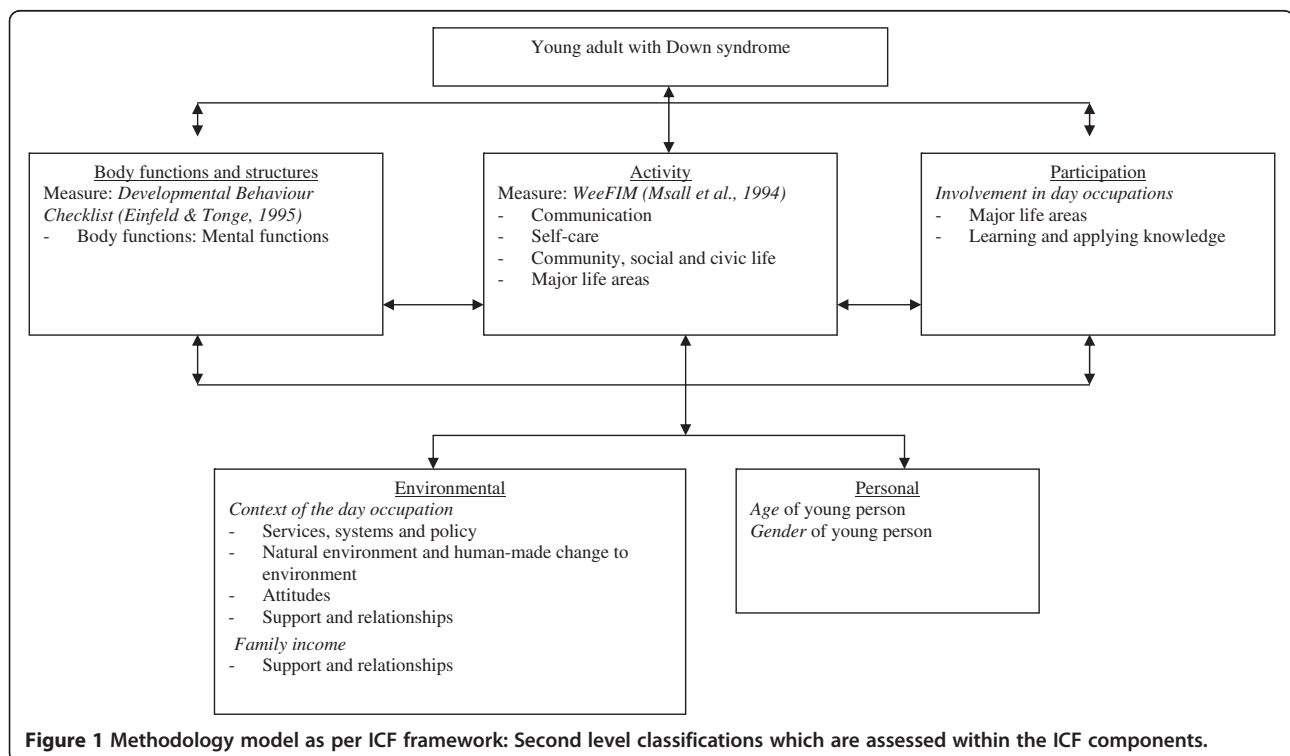 Young adult with Down syndrome
Body functions and structures
Measure: Developmental Behaviour
Checklist (Einfeld & Tonge, 1995)
- Body functions: Mental functions
Activity
Measure: WeeFIM (Msall et al., 1994)
- Communication
- Self-care
- Community, social and civic life
- Major life areas
Participation
Involvement in day occupations
- Major life areas
- Learning and applying knowledge
Environmental
Context of the day occupation
- Services, systems and policy
- Natural environment and human-made change to
environment
- Attitudes
- Support and relationships
Family income
- Support and relationships
Personal
Age of young person
Gender of young person
Figure 1 Methodology model as per ICF framework: Second level classifications which are assessed within the ICF components.